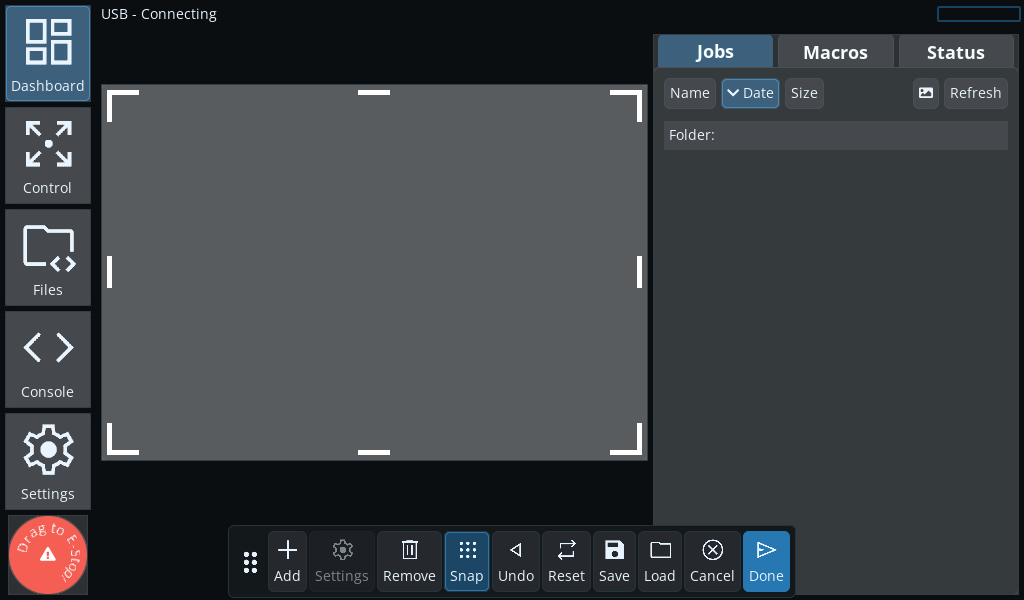 USB - Connecting
Dashboard
Control
Files
Console
Settings
Drag to E-Stop!
Jobs
Macros
Status
Name
Date
Size
Refresh
Folder:
Add
Settings
Remove
Snap
Undo
Reset
Save
Load
Cancel
Done